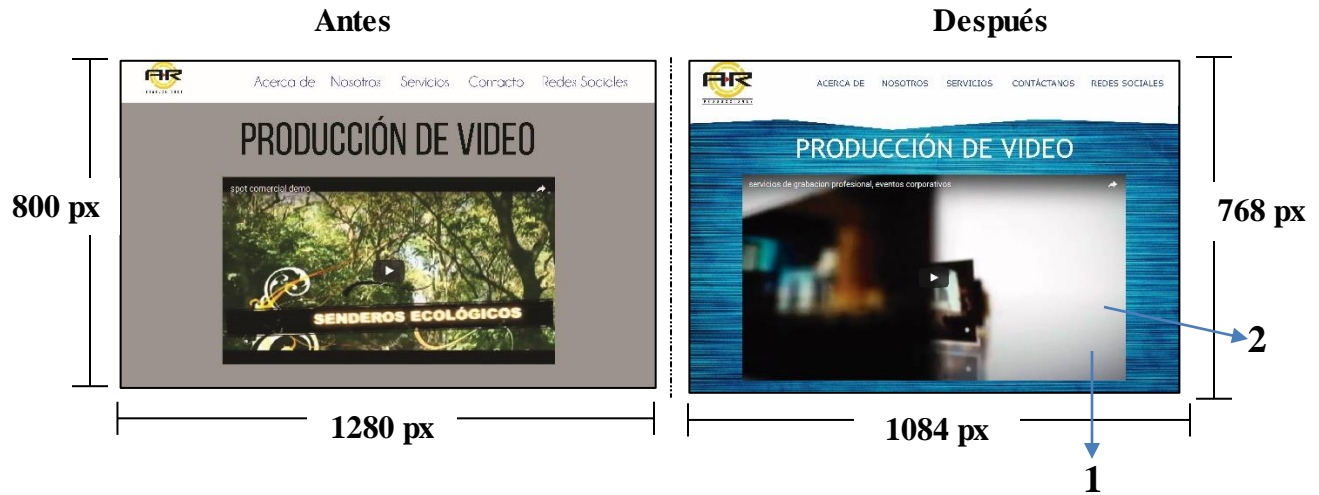 Antes
Después
A+R
Acerca de Nosotros Servicios Contacto Redes Sociales
PRODUCCIÓN DE VIDEO
spot comercial demo
SENDEROS ECOLÓGICOS
800 px
1280 px
A+R
PRODUCCIONES
ACERCA DE NOSOTROS SERVICIOS CONTÁCTANOS REDES SOCIALES
PRODUCCIÓN DE VIDEO
servicios de grabacion profesional, eventos corporativos
768 px
2
1084 px
1